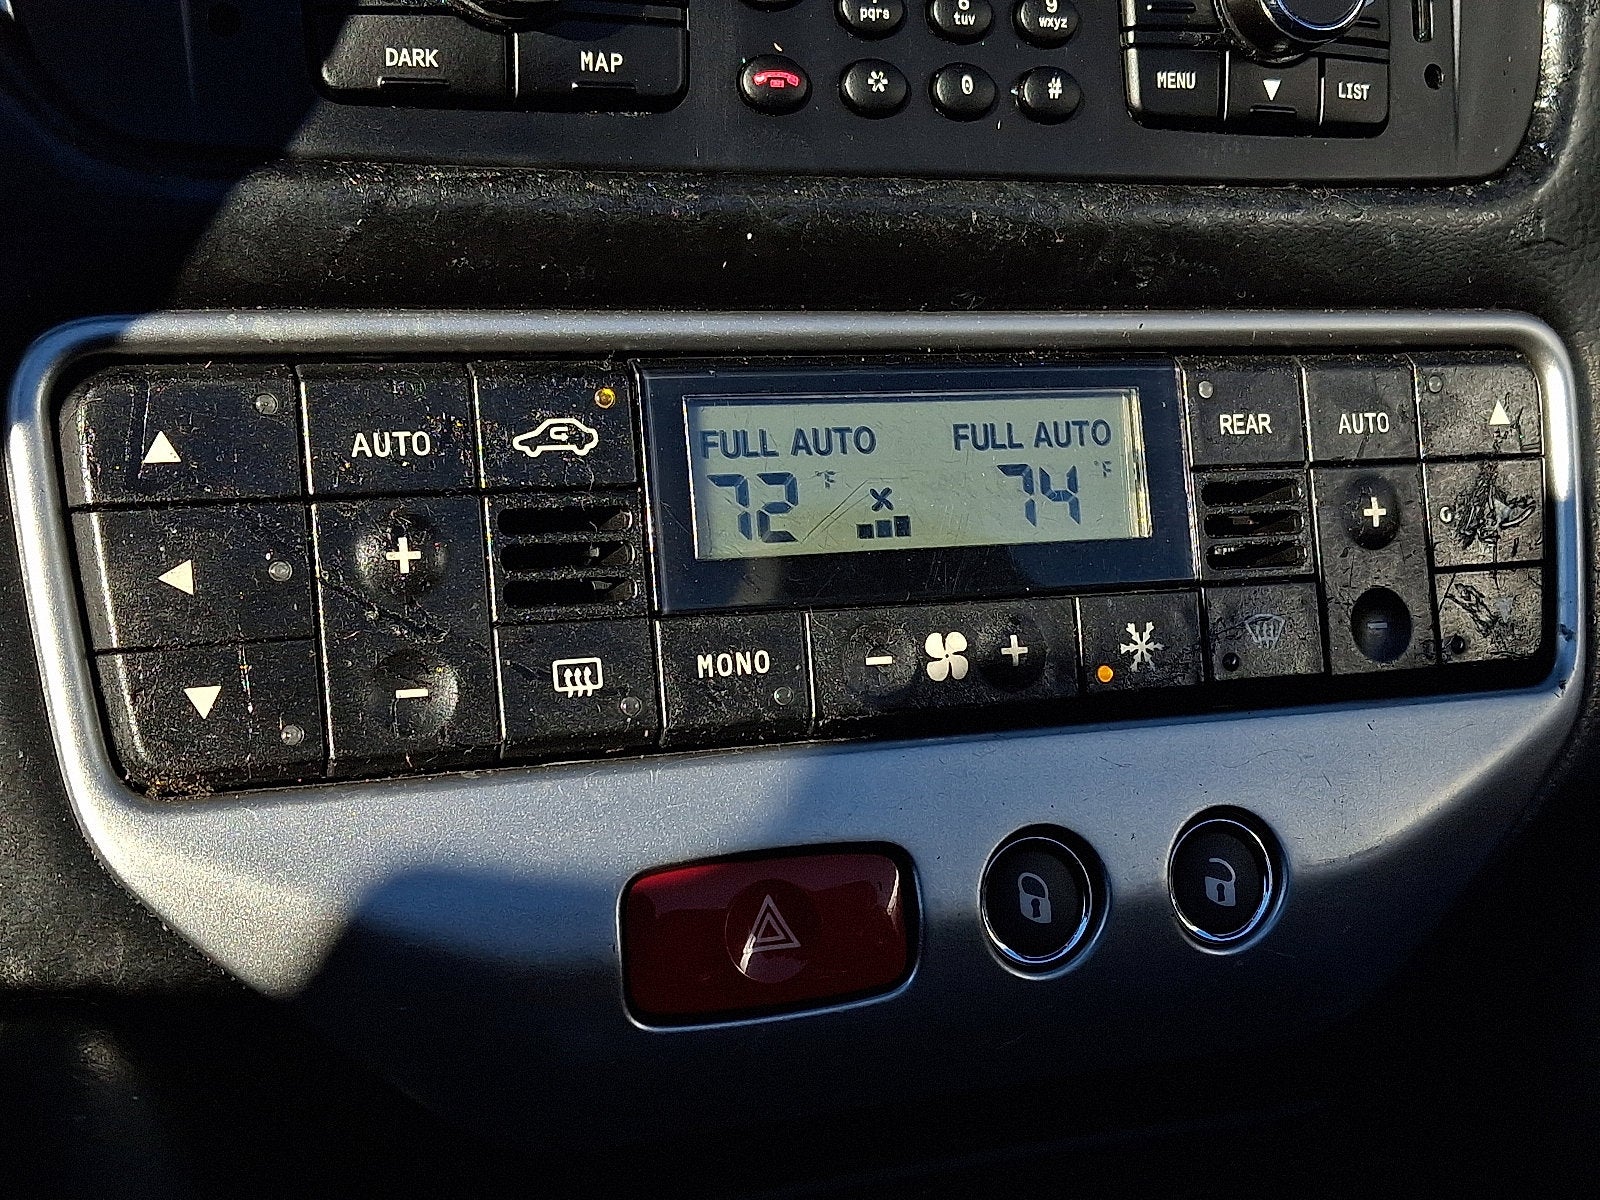 pqrs
8
tuv
9
wxyz
DARK
MAP
*
0
#
MENU
LIST
AUTO
FULL AUTO
FULL AUTO
72 °F
74 °F
REAR
AUTO
+
+
-
-
MONO
-
+